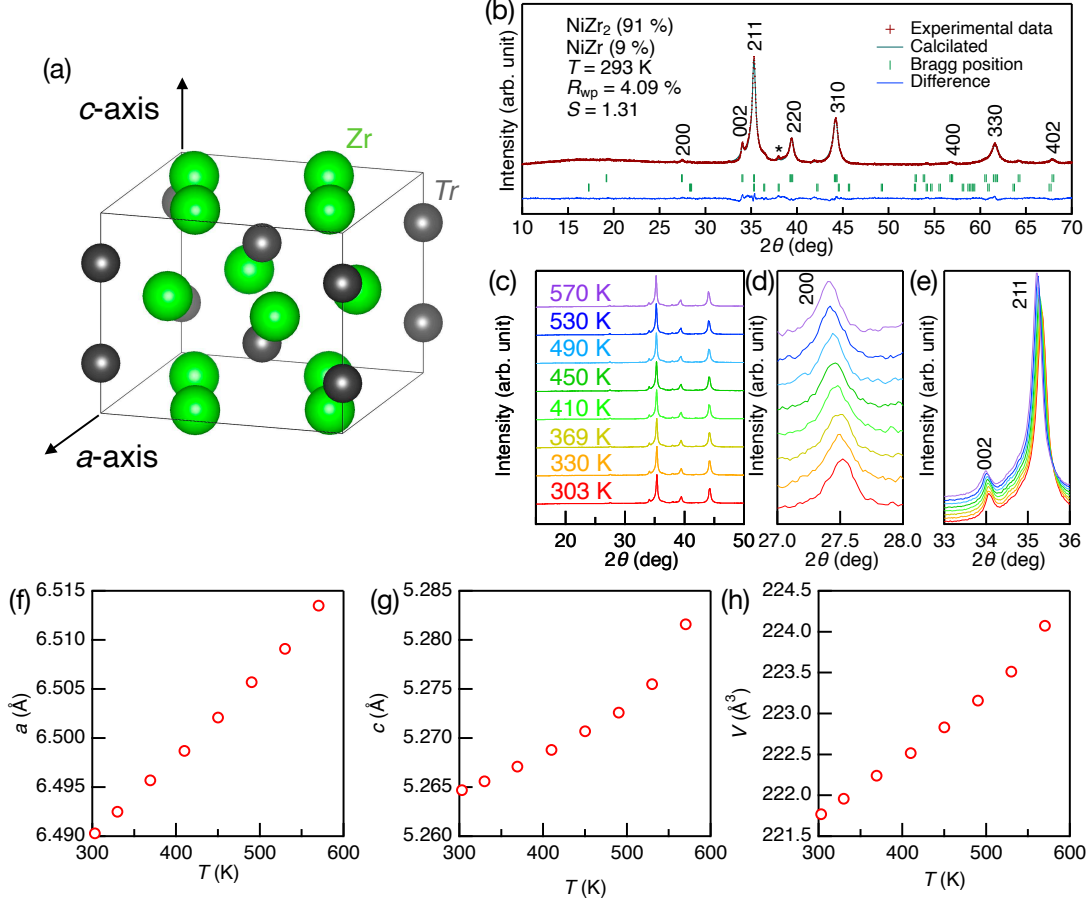 (a)
c-axis
Zr
Tr
a-axis
(b)
NiZr₂ (91 %)
NiZr (9 %)
T = 293 K
Rwp = 4.09 %
S = 1.31
Experimental data
Calcilated
Bragg position
Difference
200
002
211
*
220
310
400
330
402
Intensity (arb. unit)
10 15 20 25 30 35 40 45 50 55 60 65 70
2θ (deg)
(c)
570 K
530 K
490 K
450 K
410 K
369 K
330 K
303 K
Intensity (arb. unit)
20 30 40 50
2θ (deg)
(d)
200
Intensity (arb. unit)
27.0 27.5 28.0
2θ (deg)
(e)
211
002
Intensity (arb. unit)
33 34 35 36
2θ (deg)
(f)
6.515
6.510
6.505
6.500
6.495
6.490
a (Å)
300 400 500 600
T (K)
(g)
5.285
5.280
5.275
5.270
5.265
5.260
c (Å)
300 400 500 600
T (K)
(h)
224.5
224.0
223.5
223.0
222.5
222.0
221.5
V (Å³)
300 400 500 600
T (K)